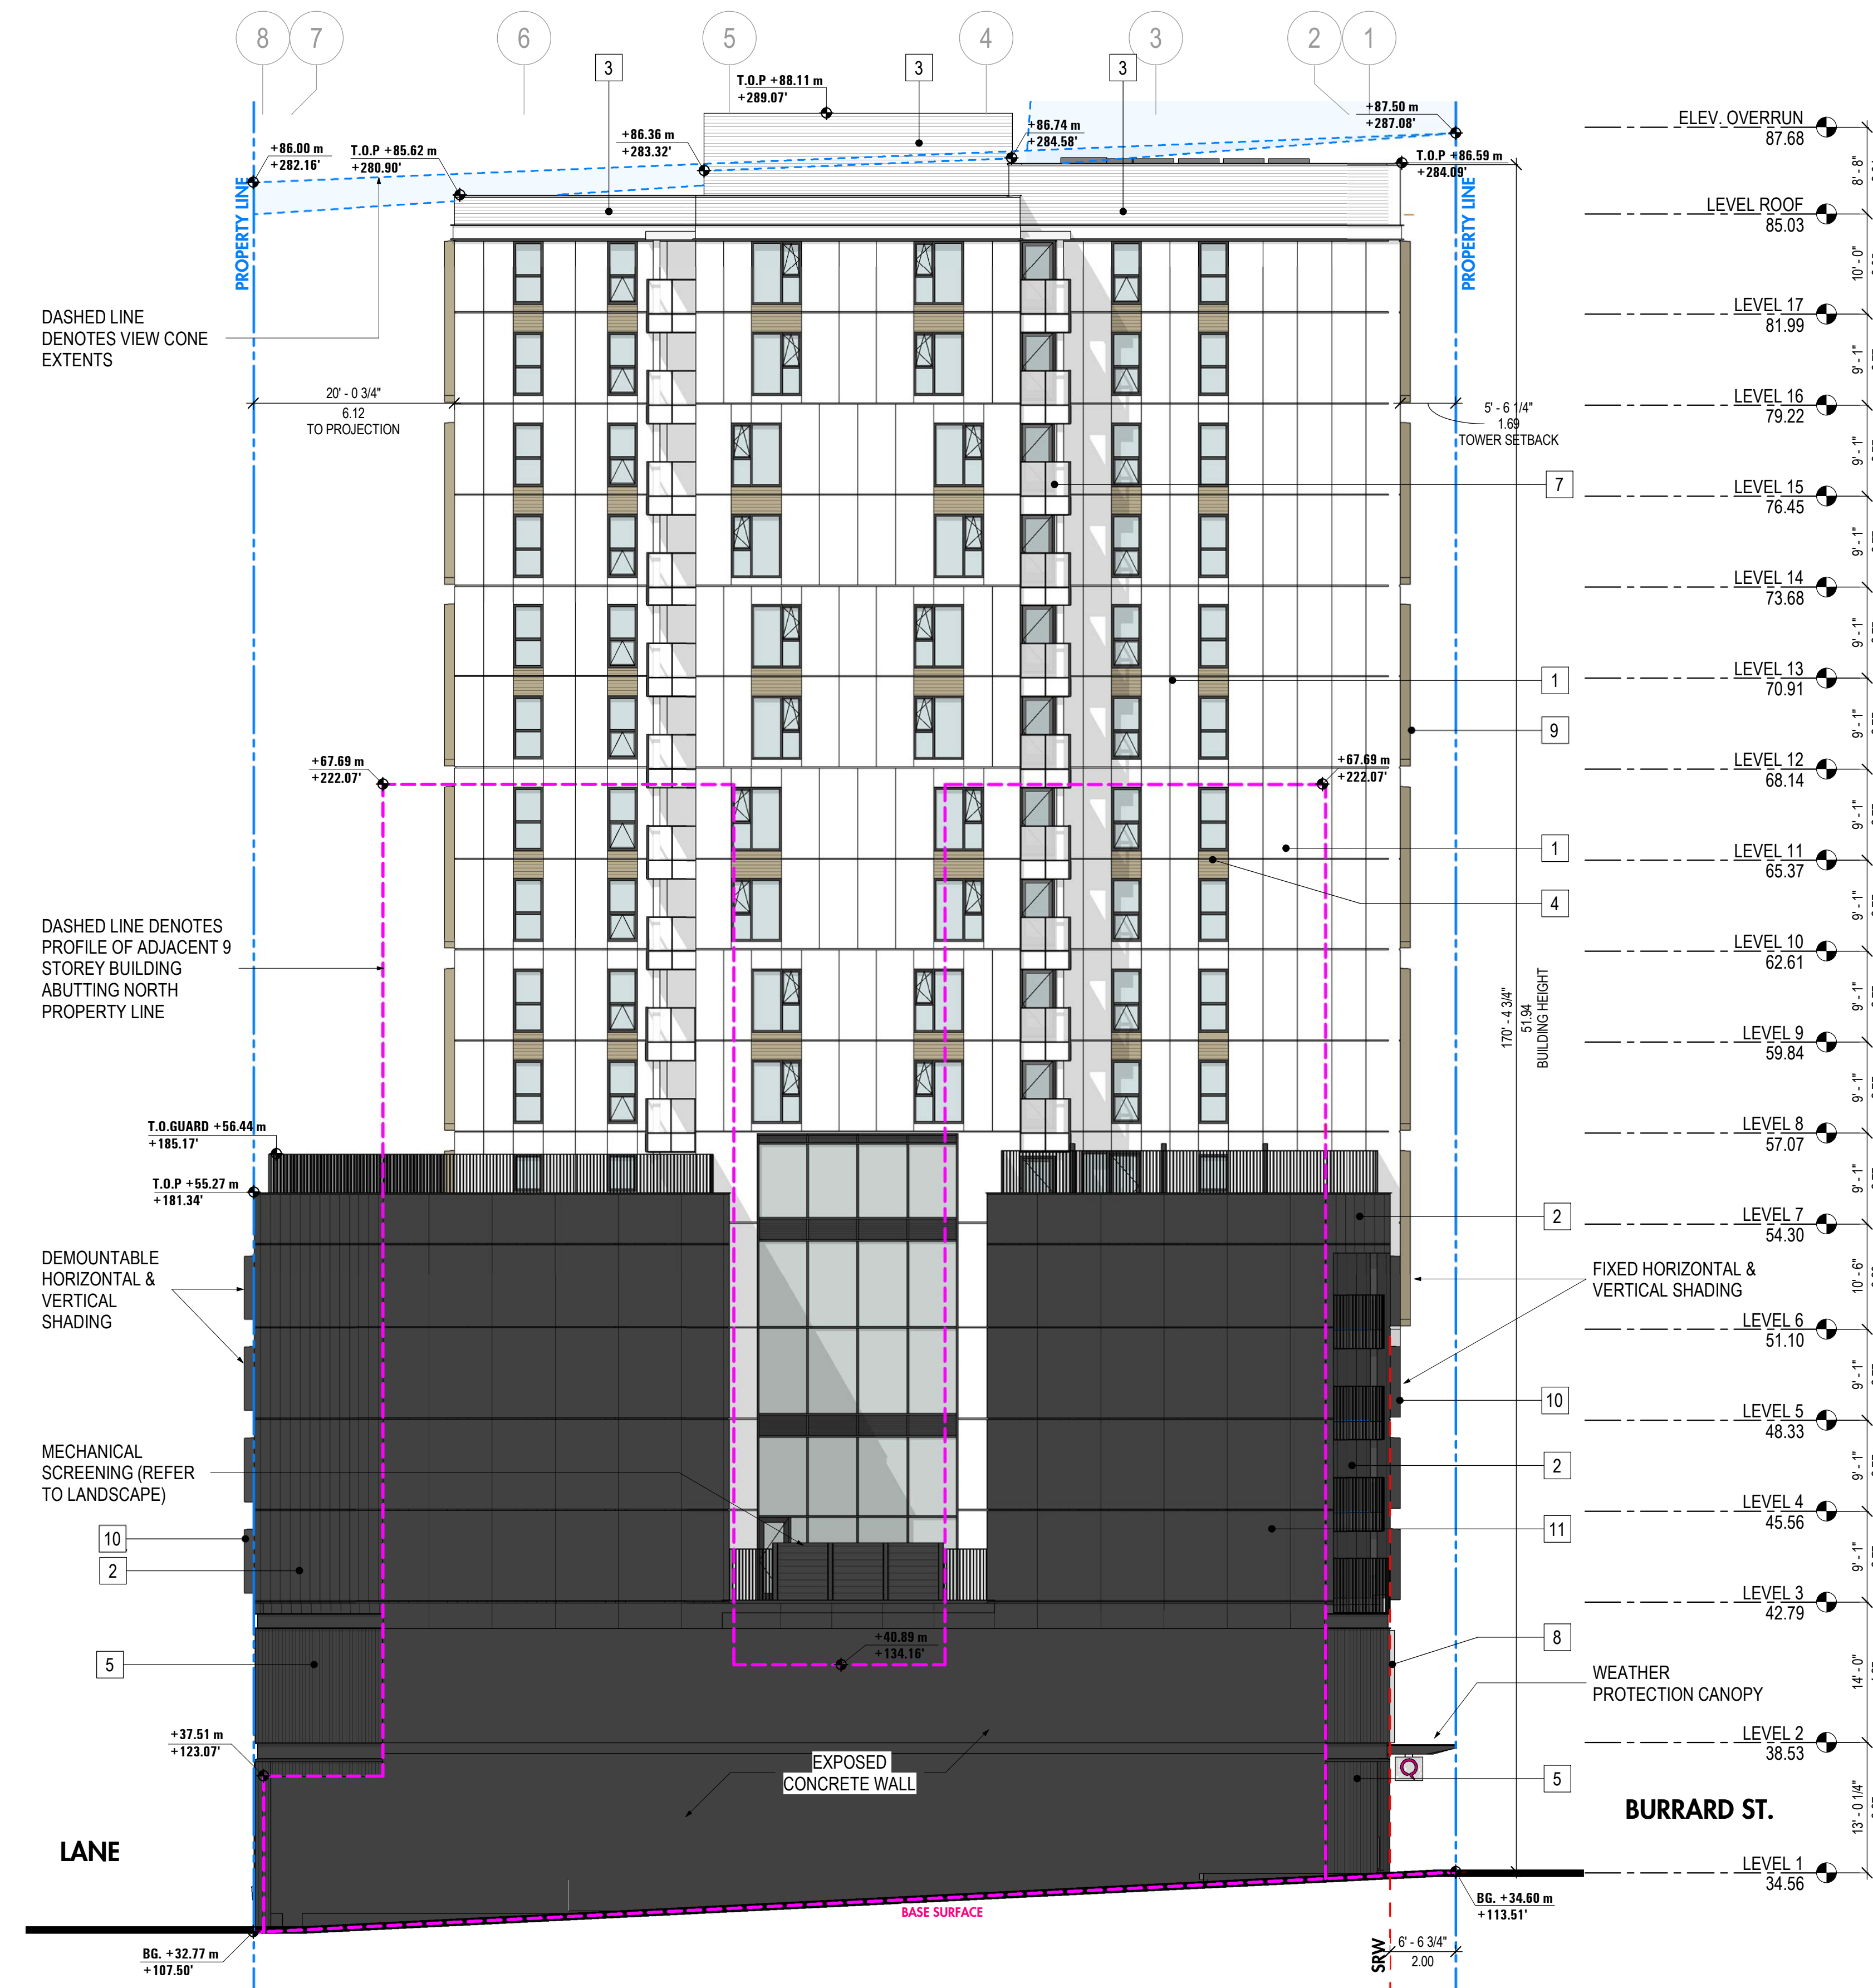 8
7
6
5
4
3
2
1
3
3
3
T.O.P +88.11 m
+289.07'
+87.50 m
+287.08'
ELEV. OVERRUN
87.68
+86.00 m
+282.16'
T.O.P +85.62 m
+280.90'
+86.36 m
+283.32'
+86.74 m
+284.58'
T.O.P +86.59 m
+284.09'
8' - 8"
PROPERTY LINE
PROPERTY LINE
3
3
LEVEL ROOF
85.03
10' - 0"
DASHED LINE
DENOTES VIEW CONE
EXTENTS
LEVEL 17
81.99
9' - 1"
20' - 0 3/4"
6.12
TO PROJECTION
5' - 6 1/4"
1.69
TOWER SETBACK
LEVEL 16
79.22
9' - 1"
7
LEVEL 15
76.45
9' - 1"
LEVEL 14
73.68
9' - 1"
1
LEVEL 13
70.91
9' - 1"
9
+67.69 m
+222.07'
+67.69 m
+222.07'
LEVEL 12
68.14
9' - 1"
1
LEVEL 11
65.37
9' - 1"
4
DASHED LINE DENOTES
PROFILE OF ADJACENT 9
STOREY BUILDING
ABUTTING NORTH
PROPERTY LINE
LEVEL 10
62.61
9' - 1"
170' - 4 3/4"
51.94
BUILDING HEIGHT
LEVEL 9
59.84
9' - 1"
T.O.GUARD +56.44 m
+185.17'
LEVEL 8
57.07
9' - 1"
T.O.P +55.27 m
+181.34'
2
LEVEL 7
54.30
10' - 6"
DEMOUNTABLE
HORIZONTAL &
VERTICAL
SHADING
FIXED HORIZONTAL &
VERTICAL SHADING
LEVEL 6
51.10
9' - 1"
10
LEVEL 5
48.33
9' - 1"
MECHANICAL
SCREENING (REFER
TO LANDSCAPE)
2
LEVEL 4
45.56
9' - 1"
10
2
11
LEVEL 3
42.79
14' - 0"
5
+40.89 m
+134.16'
8
WEATHER
PROTECTION CANOPY
+37.51 m
+123.07'
LEVEL 2
38.53
13' - 0 1/4"
EXPOSED
CONCRETE WALL
5
BURRARD ST.
LANE
LEVEL 1
34.56
BASE SURFACE
BG. +34.60 m
+113.51'
BG. +32.77 m
+107.50'
SRW
6' - 6 3/4"
2.00